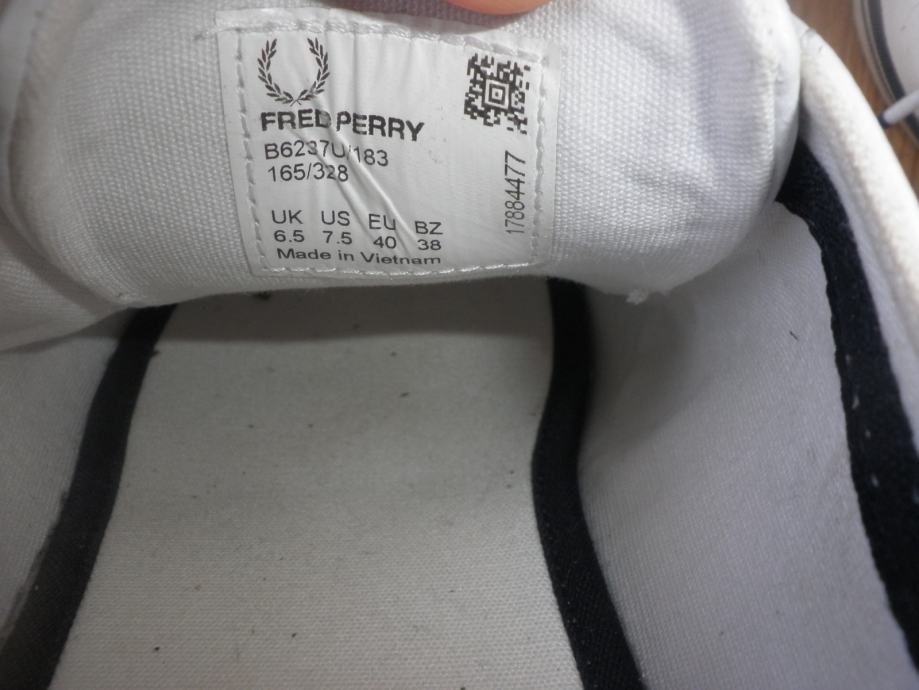 FRED PERRY
B6237U/183
165/328
UK US EU BZ
6.5 7.5 40 38
Made in Vietnam
17884477